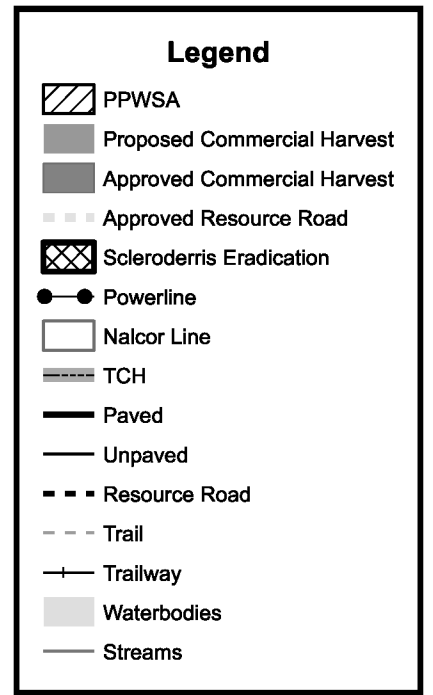 Legend
PPWSA
Proposed Commercial Harvest
Approved Commercial Harvest
Approved Resource Road
Scleroderris Eradication
Powerline
Nalcor Line
TCH
Paved
Unpaved
Resource Road
Trail
Trailway
Waterbodies
Streams